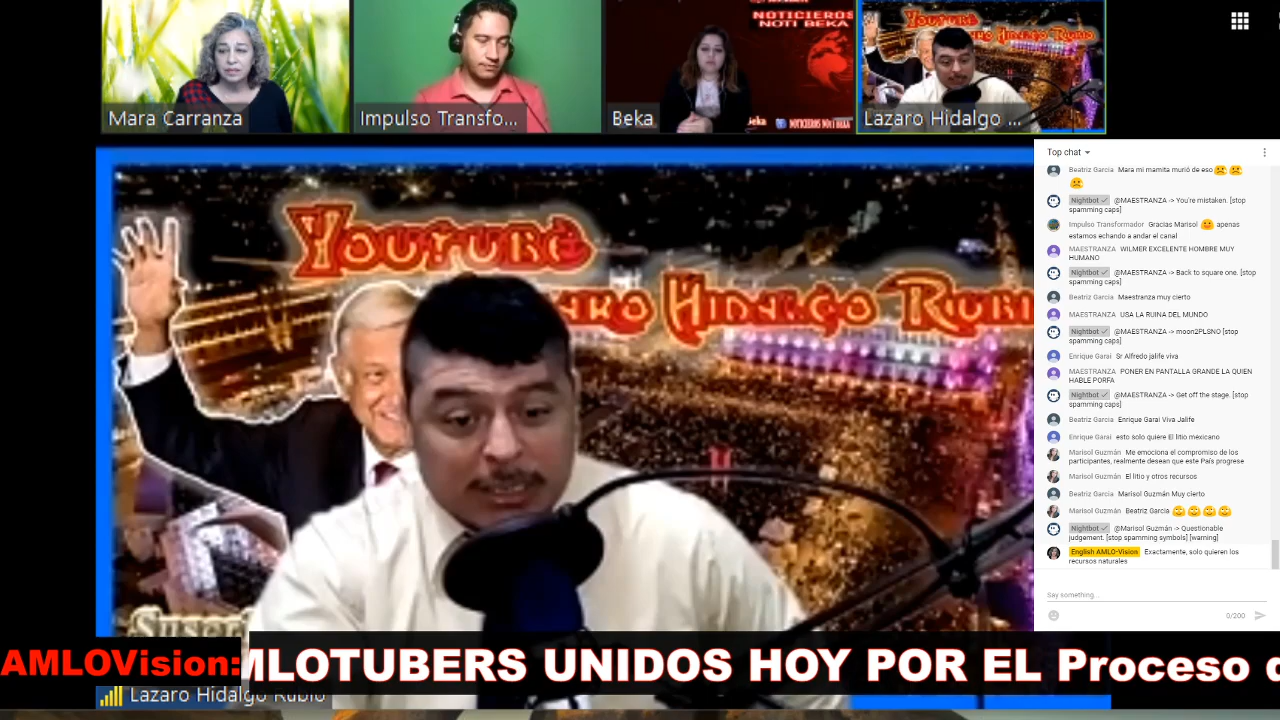 NOTICIEROS
NOTI BEKA
Youtube
Hidalgo Rubio
Mara Carranza
Impulso Transfo...
Beka
NOTICIEROS NOTI BEKA
Lazaro Hidalgo ...
Youtube
Hidalgo Rubi
Top chat
Beatriz Garcia Mara mi mamita murió de eso
Nightbot @MAESTRANZA -> You're mistaken. [stop
spamming caps]
Impulso Transformador Gracias Marisol apenas
estamos echando a andar el canal
MAESTRANZA WILMER EXCELENTE HOMBRE MUY
HUMANO
Nightbot @MAESTRANZA -> Back to square one. [stop
spamming caps]
Beatriz Garcia Maestranza muy cierto
MAESTRANZA USA LA RUINA DEL MUNDO
Nightbot @MAESTRANZA -> moon2PLSNO [stop
spamming caps]
Enrique Garai Sr Alfredo jalife viva
MAESTRANZA PONER EN PANTALLA GRANDE LA QUIEN
HABLE PORFA
Nightbot @MAESTRANZA -> Get off the stage. [stop
spamming caps]
Beatriz Garcia Enrique Garai Viva Jalife
Enrique Garai esto solo quiere El litio mexicano
Marisol Guzmán Me emociona el compromiso de los
participantes, realmente desean que este País progrese
Marisol Guzmán El litio y otros recursos
Beatriz Garcia Marisol Guzmán Muy cierto
Marisol Guzmán Beatriz Garcia
Nightbot @Marisol Guzmán -> Questionable
judgement. [stop spamming symbols] [warning]
English AMLO-Vision Exactamente, solo quieren los
recursos naturales
Say something...
0/200
AMLOVision: MLOTUBERS UNIDOS HOY POR EL Proceso
Lazaro Hidalgo Rubio